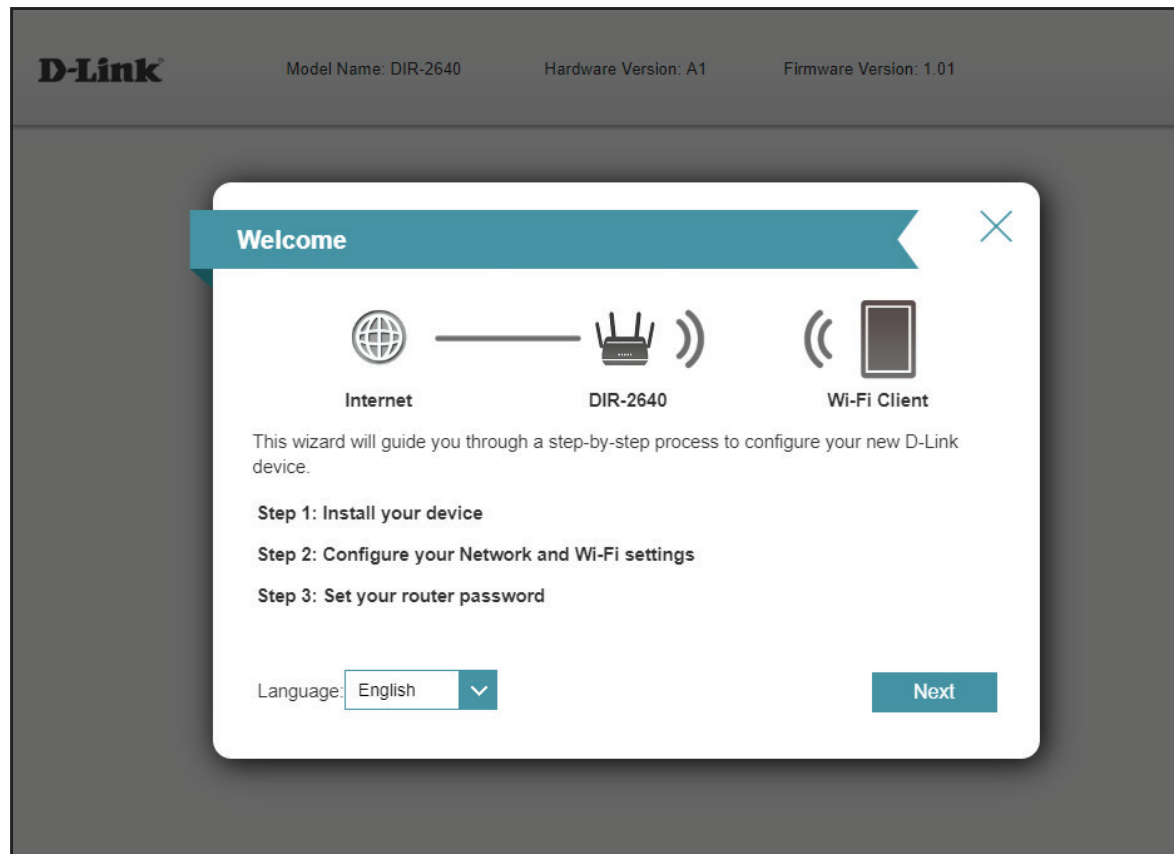 D-Link
Model Name: DIR-2640 Hardware Version: A1 Firmware Version: 1.01
Welcome
Internet DIR-2640 Wi-Fi Client
This wizard will guide you through a step-by-step process to configure your new D-Link
device.
Step 1: Install your device
Step 2: Configure your Network and Wi-Fi settings
Step 3: Set your router password
Language: English
Next